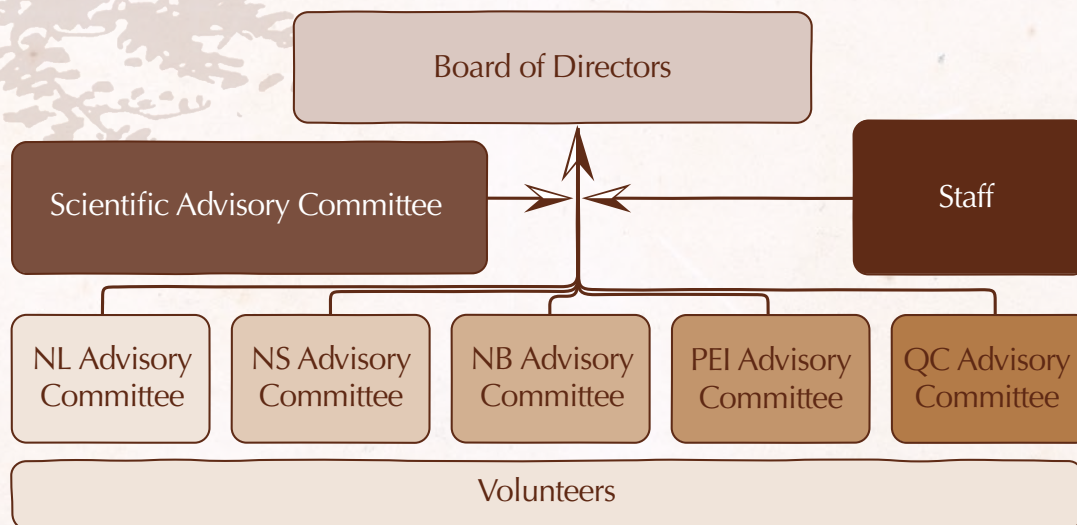 Board of Directors
Scientific Advisory Committee
Staff
NL Advisory
Committee
NS Advisory
Committee
NB Advisory
Committee
PEI Advisory
Committee
QC Advisory
Committee
Volunteers